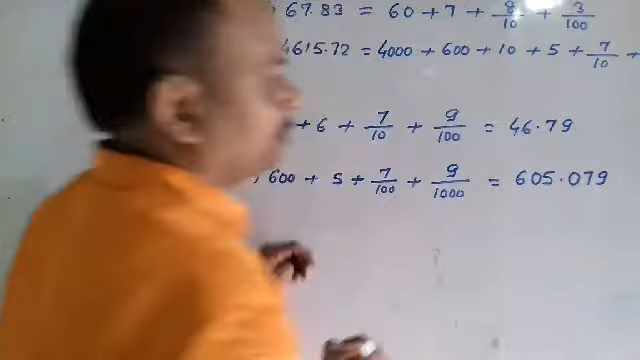 67.83 = 60 + 7 + 8/10 + 3/100
4615.72 = 4000 + 600 + 10 + 5 + 7/10 +
+ 6 + 7/10 + 9/100 = 46.79
600 + 5 + 7/100 + 9/1000 = 605.079